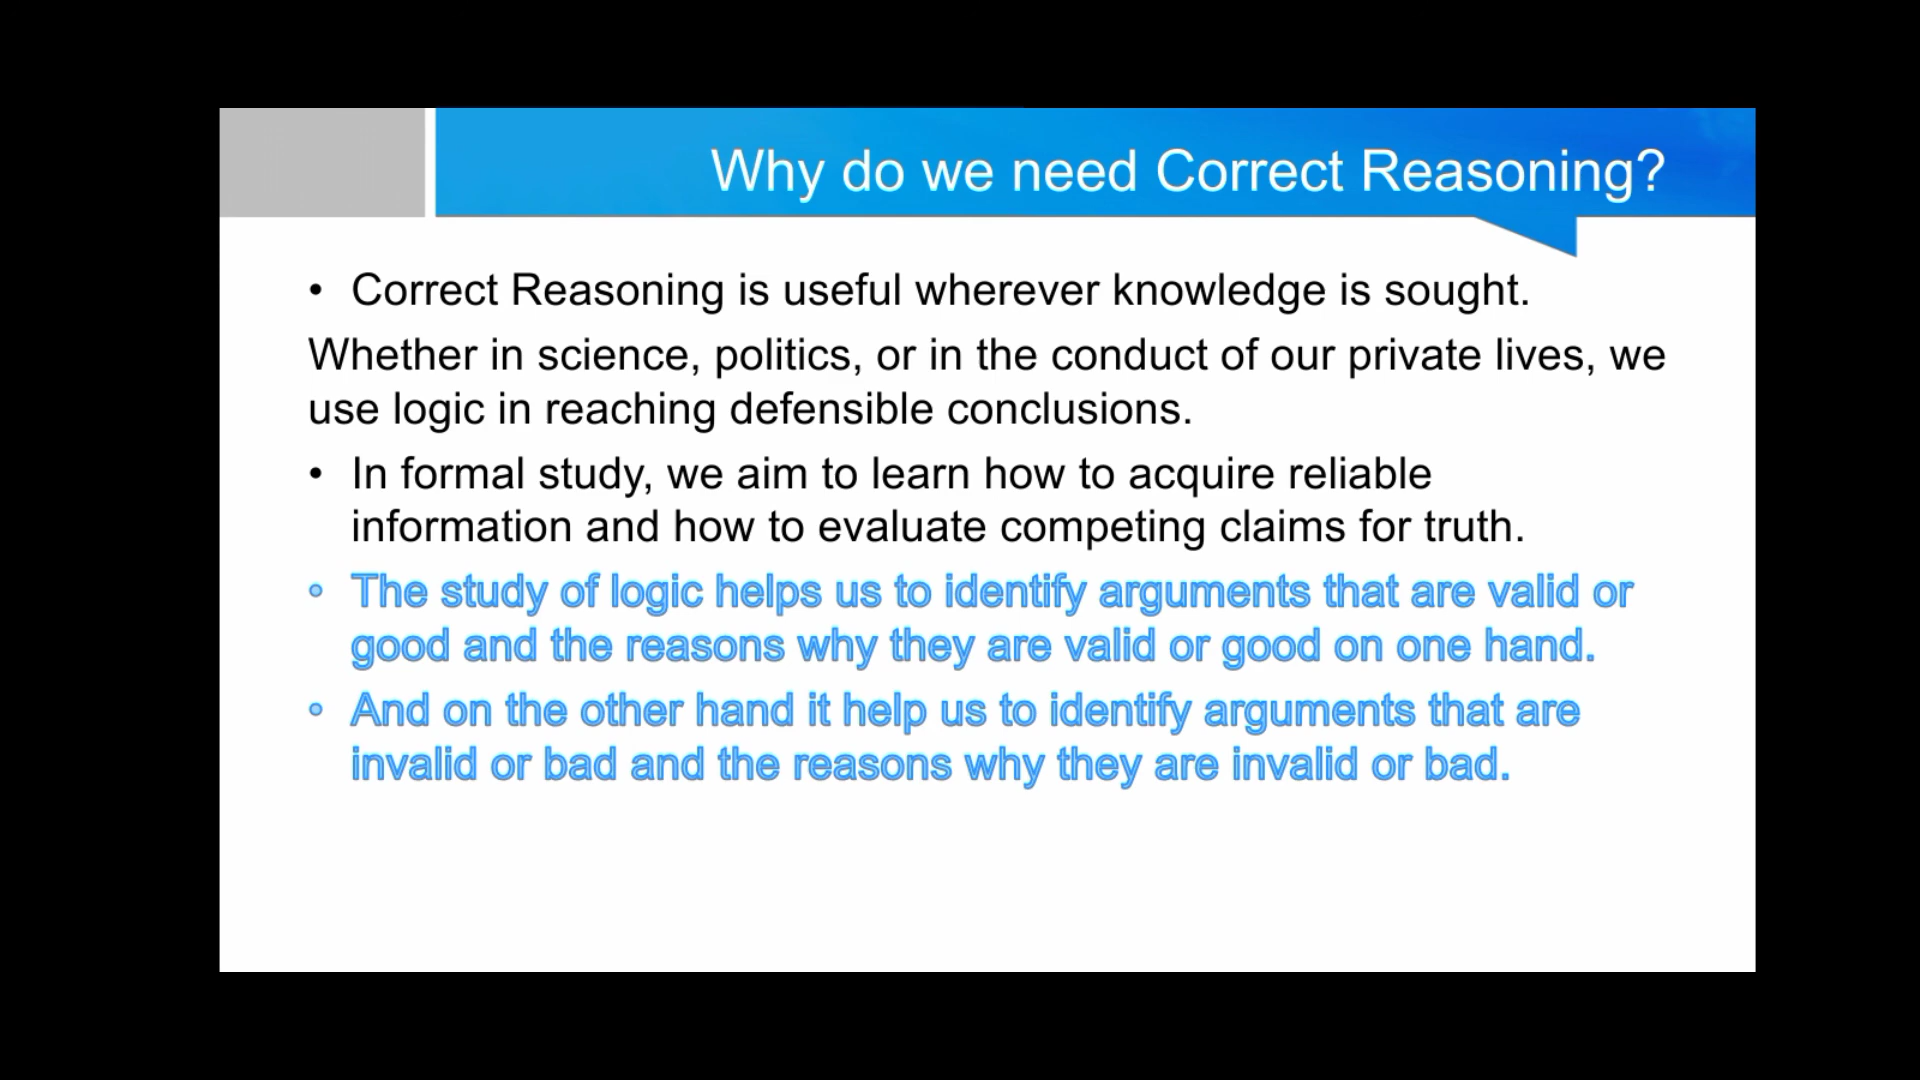 Why do we need Correct Reasoning?
• Correct Reasoning is useful wherever knowledge is sought.
Whether in science, politics, or in the conduct of our private lives, we
use logic in reaching defensible conclusions.
• In formal study, we aim to learn how to acquire reliable
information and how to evaluate competing claims for truth.
• The study of logic helps us to identify arguments that are valid or
good and the reasons why they are valid or good on one hand.
• And on the other hand it help us to identify arguments that are
invalid or bad and the reasons why they are invalid or bad.